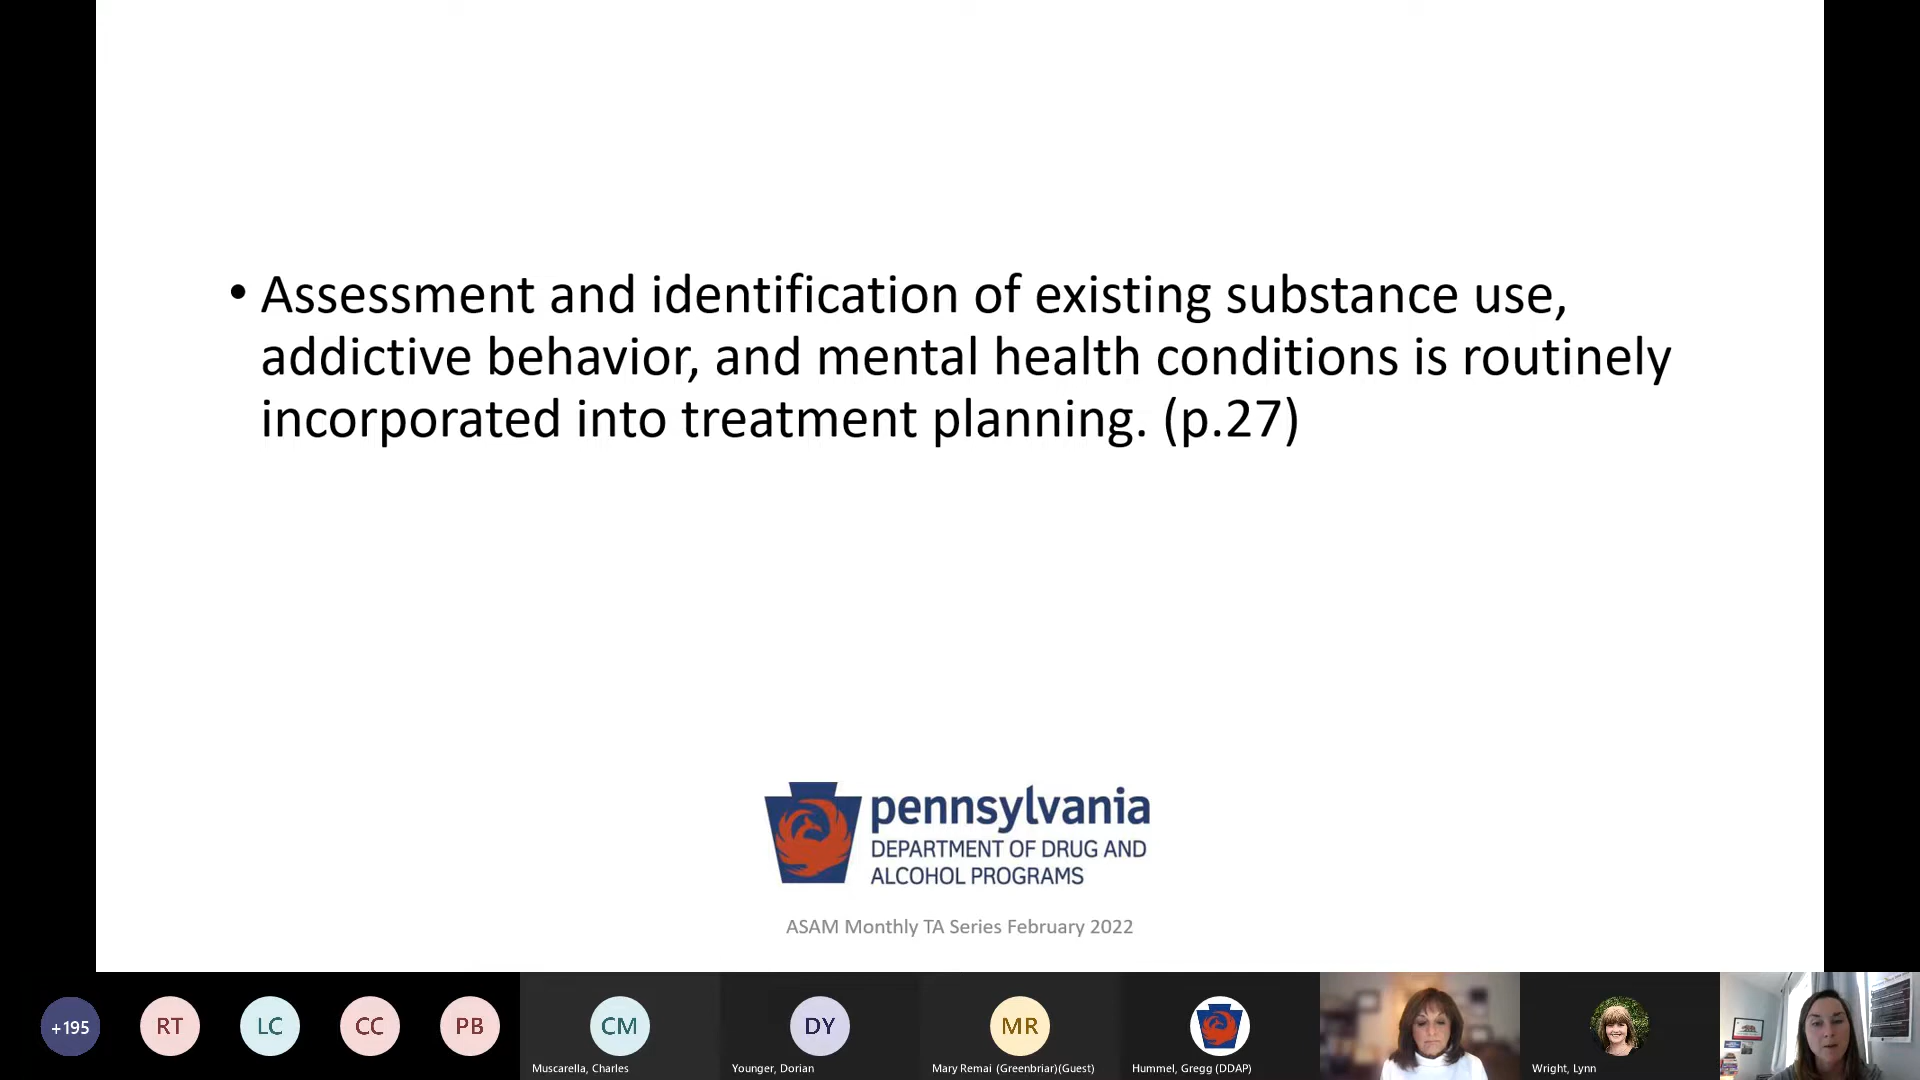 • Assessment and identification of existing substance use,
addictive behavior, and mental health conditions is routinely
incorporated into treatment planning. (p.27)
pennsylvania
DEPARTMENT OF DRUG AND
ALCOHOL PROGRAMS
ASAM Monthly TA Series February 2022
+195
RT
LC
CC
PB
CM
DY
MR
Muscarella, Charles
Younger, Dorian
Mary Remai (Greenbriar)(Guest)
Hummel, Gregg (DDAP)
Wright, Lynn